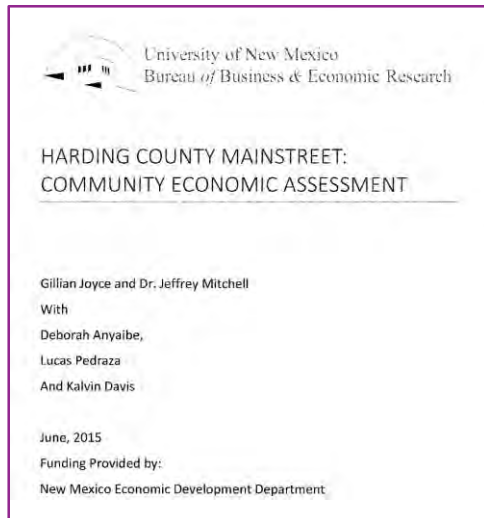 University of New Mexico
Bureau of Business & Economic Research
HARDING COUNTY MAINSTREET:
COMMUNITY ECONOMIC ASSESSMENT
Gillian Joyce and Dr. Jeffrey Mitchell
With
Deborah Anyaibe,
Lucas Pedraza
And Kalvin Davis
June, 2015
Funding Provided by:
New Mexico Economic Development Department